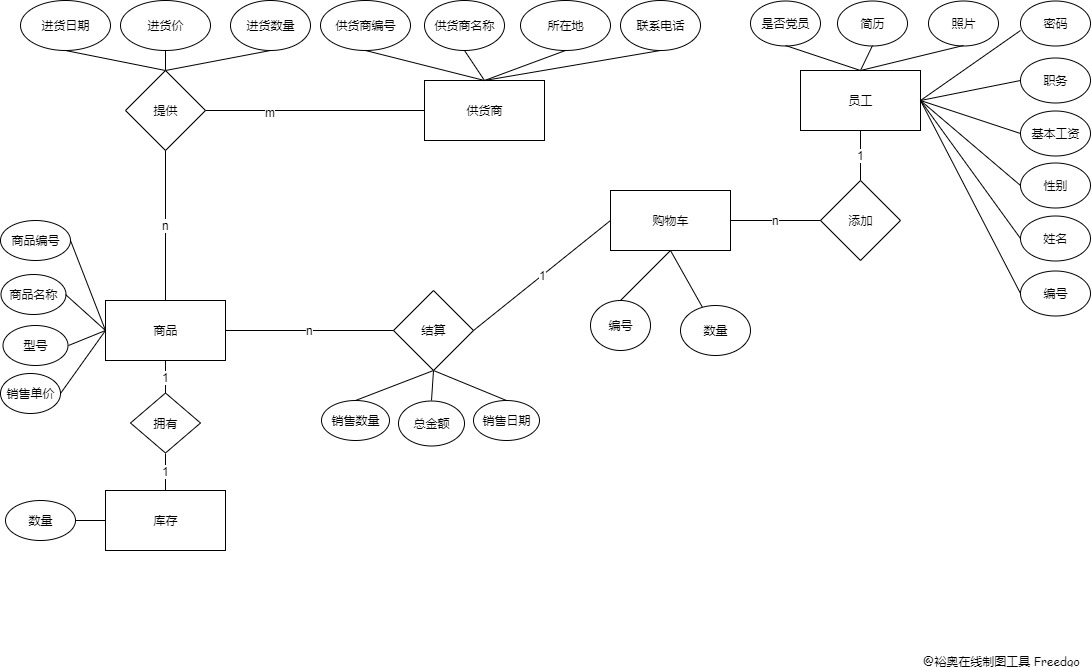 进货日期
进货价
进货数量
供货商编号
供货商名称
所在地
联系电话
是否党员
简历
照片
密码
职务
基本工资
性别
姓名
编号
提供
m
供货商
员工
1
添加
n
购物车
编号
数量
1
n
商品编号
商品名称
型号
销售单价
商品
n
结算
销售数量
总金额
销售日期
1
拥有
1
数量
库存
@裕奥在线制图工具 Freedgo